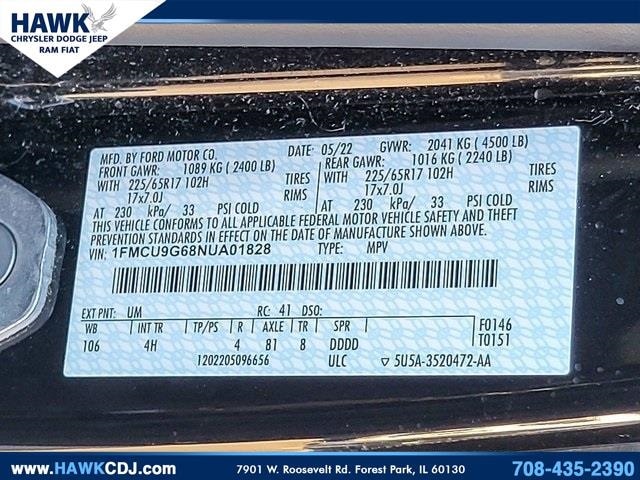 HAWK
CHRYSLER DODGE JEEP
RAM FIAT
MFD. BY FORD MOTOR CO. DATE: 05/22 GVWR: 2041 KG ( 4500 LB)
FRONT GAWR: 1089 KG ( 2400 LB) REAR GAWR: 1016 KG ( 2240 LB)
WITH 225/65R17 102H TIRES WITH 225/65R17 102H TIRES
17x7.0J RIMS 17x7.0J RIMS
AT 230 kPa/ 33 PSI COLD AT 230 kPa/ 33 PSI COLD
THIS VEHICLE CONFORMS TO ALL APPLICABLE FEDERAL MOTOR VEHICLE SAFETY AND THEFT
PREVENTION STANDARDS IN EFFECT ON THE DATE OF MANUFACTURE SHOWN ABOVE.
VIN: 1FMCU9G68NUA01828 TYPE: MPV
EXT PNT: UM RC: 41 DSO:
WB INT TR TP/PS R AXLE TR SPR F0146
106 4H 4 81 8 DDDD T0151
1202205096656 ULC ▽ 5U5A-3520472-AA
www.HAWKCDJ.com 7901 W. Roosevelt Rd. Forest Park, IL 60130 708-435-2390